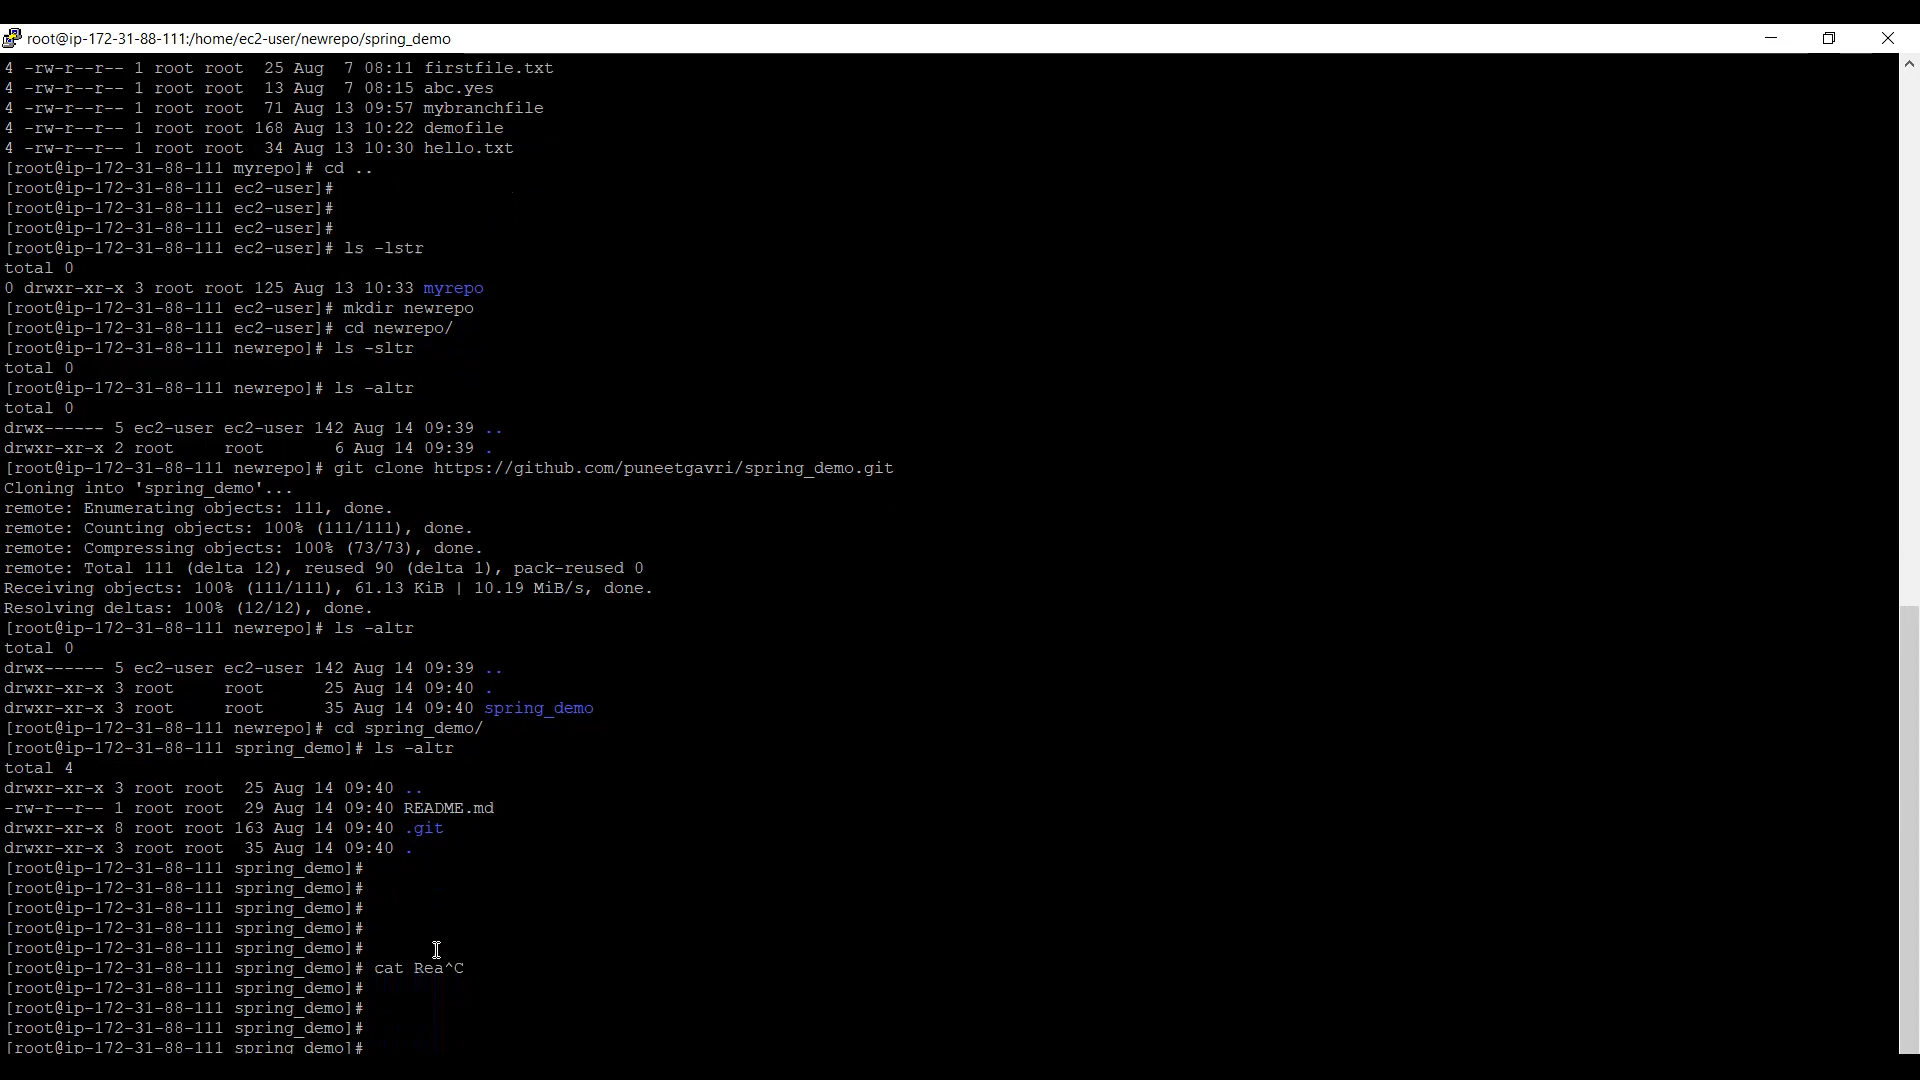 root@ip-172-31-88-111:/home/ec2-user/newrepo/spring_demo
4 -rw-r--r-- 1 root root  25 Aug  7 08:11 firstfile.txt
4 -rw-r--r-- 1 root root  13 Aug  7 08:15 abc.yes
4 -rw-r--r-- 1 root root  71 Aug 13 09:57 mybranchfile
4 -rw-r--r-- 1 root root 168 Aug 13 10:22 demofile
4 -rw-r--r-- 1 root root  34 Aug 13 10:30 hello.txt
[root@ip-172-31-88-111 myrepo]# cd ..
[root@ip-172-31-88-111 ec2-user]#
[root@ip-172-31-88-111 ec2-user]#
[root@ip-172-31-88-111 ec2-user]#
[root@ip-172-31-88-111 ec2-user]# ls -lstr
total 0
0 drwxr-xr-x 3 root root 125 Aug 13 10:33 myrepo
[root@ip-172-31-88-111 ec2-user]# mkdir newrepo
[root@ip-172-31-88-111 ec2-user]# cd newrepo/
[root@ip-172-31-88-111 newrepo]# ls -sltr
total 0
[root@ip-172-31-88-111 newrepo]# ls -altr
total 0
drwx------ 5 ec2-user ec2-user 142 Aug 14 09:39 ..
drwxr-xr-x 2 root     root       6 Aug 14 09:39 .
[root@ip-172-31-88-111 newrepo]# git clone https://github.com/puneetgavri/spring_demo.git
Cloning into 'spring_demo'...
remote: Enumerating objects: 111, done.
remote: Counting objects: 100% (111/111), done.
remote: Compressing objects: 100% (73/73), done.
remote: Total 111 (delta 12), reused 90 (delta 1), pack-reused 0
Receiving objects: 100% (111/111), 61.13 KiB | 10.19 MiB/s, done.
Resolving deltas: 100% (12/12), done.
[root@ip-172-31-88-111 newrepo]# ls -altr
total 0
drwx------ 5 ec2-user ec2-user 142 Aug 14 09:39 ..
drwxr-xr-x 3 root     root      25 Aug 14 09:40 .
drwxr-xr-x 3 root     root      35 Aug 14 09:40 spring_demo
[root@ip-172-31-88-111 newrepo]# cd spring_demo/
[root@ip-172-31-88-111 spring_demo]# ls -altr
total 4
drwxr-xr-x 3 root root  25 Aug 14 09:40 ..
-rw-r--r-- 1 root root  29 Aug 14 09:40 README.md
drwxr-xr-x 8 root root 163 Aug 14 09:40 .git
drwxr-xr-x 3 root root  35 Aug 14 09:40 .
[root@ip-172-31-88-111 spring_demo]#
[root@ip-172-31-88-111 spring_demo]#
[root@ip-172-31-88-111 spring_demo]#
[root@ip-172-31-88-111 spring_demo]#
[root@ip-172-31-88-111 spring_demo]#
[root@ip-172-31-88-111 spring_demo]# cat Rea^C
[root@ip-172-31-88-111 spring_demo]#
[root@ip-172-31-88-111 spring_demo]#
[root@ip-172-31-88-111 spring_demo]#
[root@ip-172-31-88-111 spring_demo]#